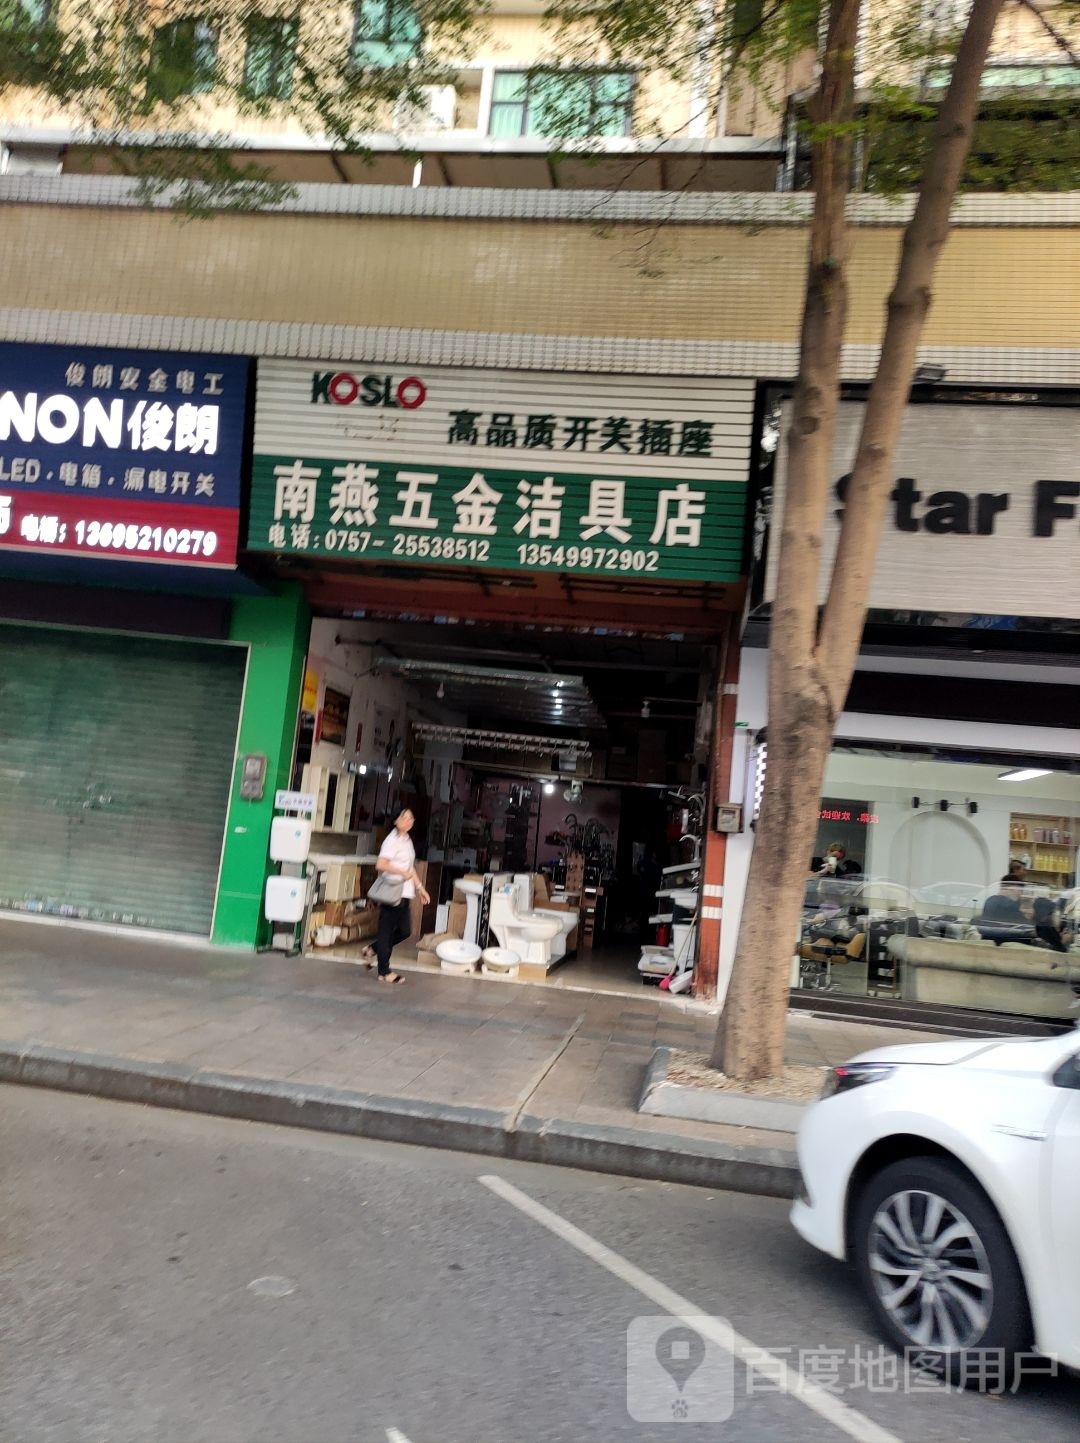 俊朗安全电工
NON俊朗
LED，电箱，漏电开关
电话：13695210279
KOSLO
高品质开关插座
南燕五金洁具店
电话：0757-25538512 13549972902
Star F
百度地图用户